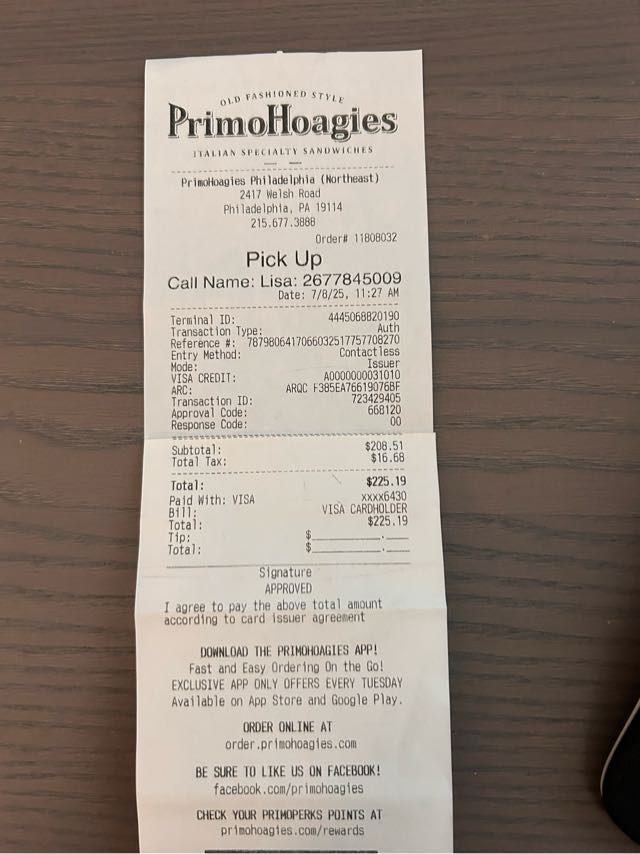 OLD FASHIONED STYLE
PrimoHoagies
ITALIAN SPECIALTY SANDWICHES
PrimoHoagies Philadelphia (Northeast)
2417 Welsh Road
Philadelphia, PA 19114
215.677.3888
Order# 11808032
Pick Up
Call Name: Lisa: 2677845009
Date: 7/8/25, 11:27 AM
Terminal ID: 4445068820190
Transaction Type: Auth
Reference #: 7879806417066032517757708270
Entry Method: Contactless
Mode: Issuer
VISA CREDIT: A0000000031010
ARC: ARQC F385EA76619076BF
Transaction ID: 723429405
Approval Code: 668120
Response Code: 00
Subtotal: $208.51
Total Tax: $16.68
Total: $225.19
Paid With: VISA xxxx6430
Bill: VISA CARDHOLDER
Total: $225.19
Tip: $________.___
Total: $________.___
Signature
APPROVED
I agree to pay the above total amount
according to card issuer agreement
DOWNLOAD THE PRIMOHOAGIES APP!
Fast and Easy Ordering On the Go!
EXCLUSIVE APP ONLY OFFERS EVERY TUESDAY
Available on App Store and Google Play.
ORDER ONLINE AT
order.primohoagies.com
BE SURE TO LIKE US ON FACEBOOK!
facebook.com/primohoagies
CHECK YOUR PRIMOPERKS POINTS AT
primohoagies.com/rewards